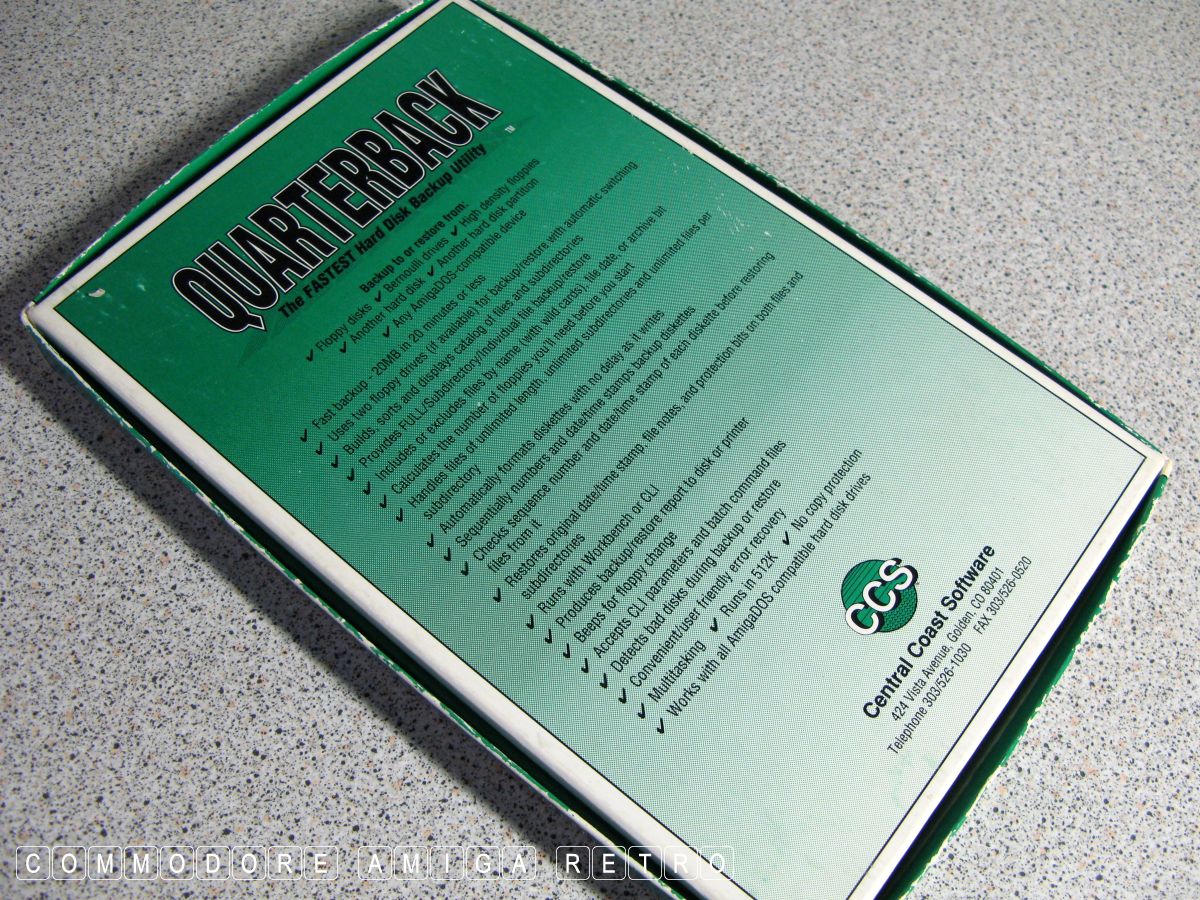 QUARTERBACK ™
The FASTEST Hard Disk Backup Utility
Backup to or restore from:
✓ Floppy disks ✓ Bernoulli drives ✓ High density floppies
✓ Another hard disk ✓ Another hard disk partition
✓ Any AmigaDOS-compatible device
✓ Fast backup - 20MB in 20 minutes or less
✓ Uses two floppy drives (if available) for backup/restore with automatic switching
✓ Builds, sorts and displays catalog of files and subdirectories
✓ Provides FULL/Subdirectory/Individual file backup/restore
✓ Includes or excludes files by name (with wild cards), file date, or archive bit
✓ Calculates the number of floppies you'll need before you start
✓ Handles files of unlimited length, unlimited subdirectories and unlimited files per
subdirectory
✓ Automatically formats diskettes with no delay as it writes
✓ Sequentially numbers and date/time stamps backup diskettes
✓ Checks sequence number and date/time stamp of each diskette before restoring
files from it
✓ Restores original date/time stamp, file notes, and protection bits on both files and
subdirectories
✓ Runs with Workbench or CLI
✓ Produces backup/restore report to disk or printer
✓ Beeps for floppy change
✓ Accepts CLI parameters and batch command files
✓ Detects bad disks during backup or restore
✓ Convenient/user friendly error recovery
✓ Multitasking ✓ Runs in 512K ✓ No copy protection
✓ Works with all AmigaDOS compatible hard disk drives
CCS
Central Coast Software
424 Vista Avenue, Golden, CO 80401
Telephone 303/526-1030 FAX 303/526-0520
COMMODORE AMIGA RETRO